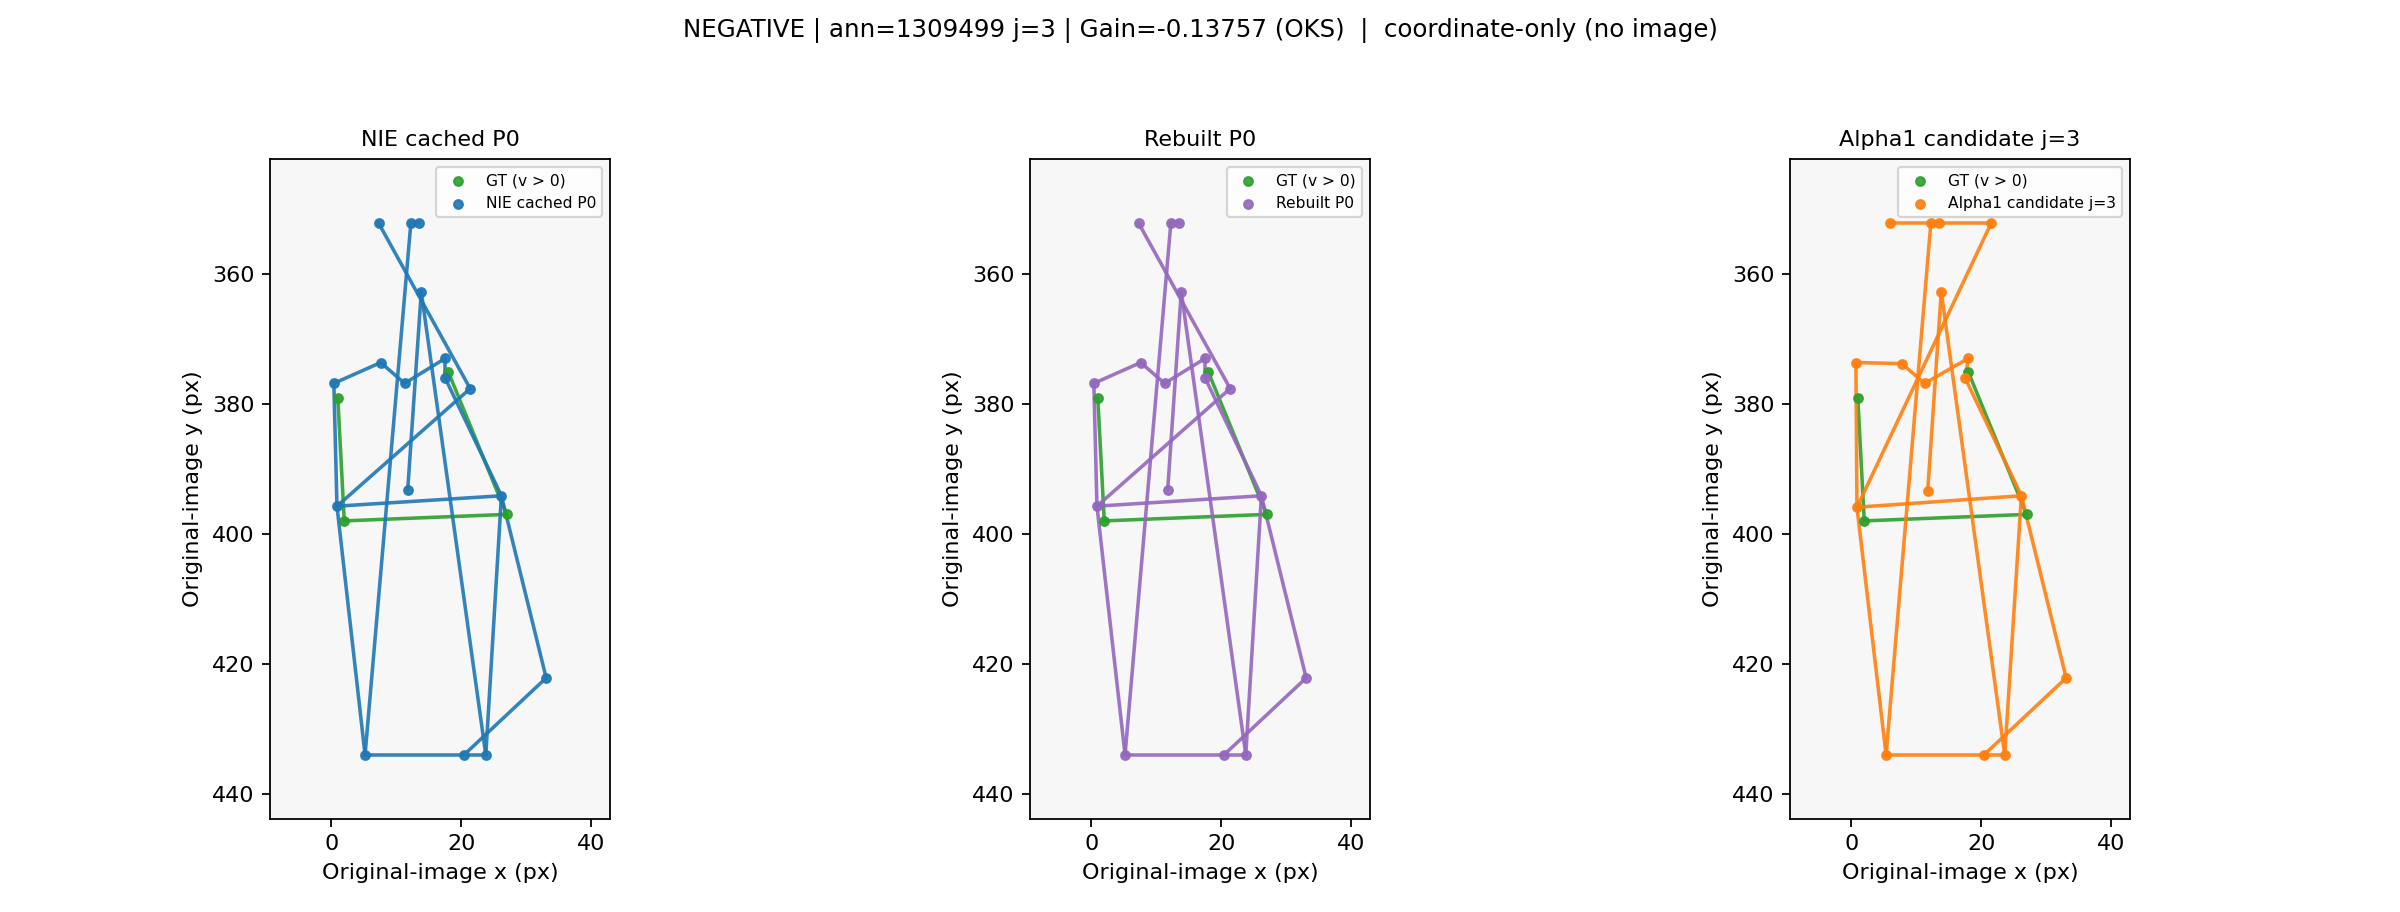 NEGATIVE | ann=1309499 j=3 | Gain=-0.13757 (OKS)  |  coordinate-only (no image)
NIE cached P0
GT (v > 0)
NIE cached P0
360
380
400
420
440
0 20 40
Original-image y (px)
Original-image x (px)
Rebuilt P0
GT (v > 0)
Rebuilt P0
360
380
400
420
440
0 20 40
Original-image y (px)
Original-image x (px)
Alpha1 candidate j=3
GT (v > 0)
Alpha1 candidate j=3
360
380
400
420
440
0 20 40
Original-image y (px)
Original-image x (px)